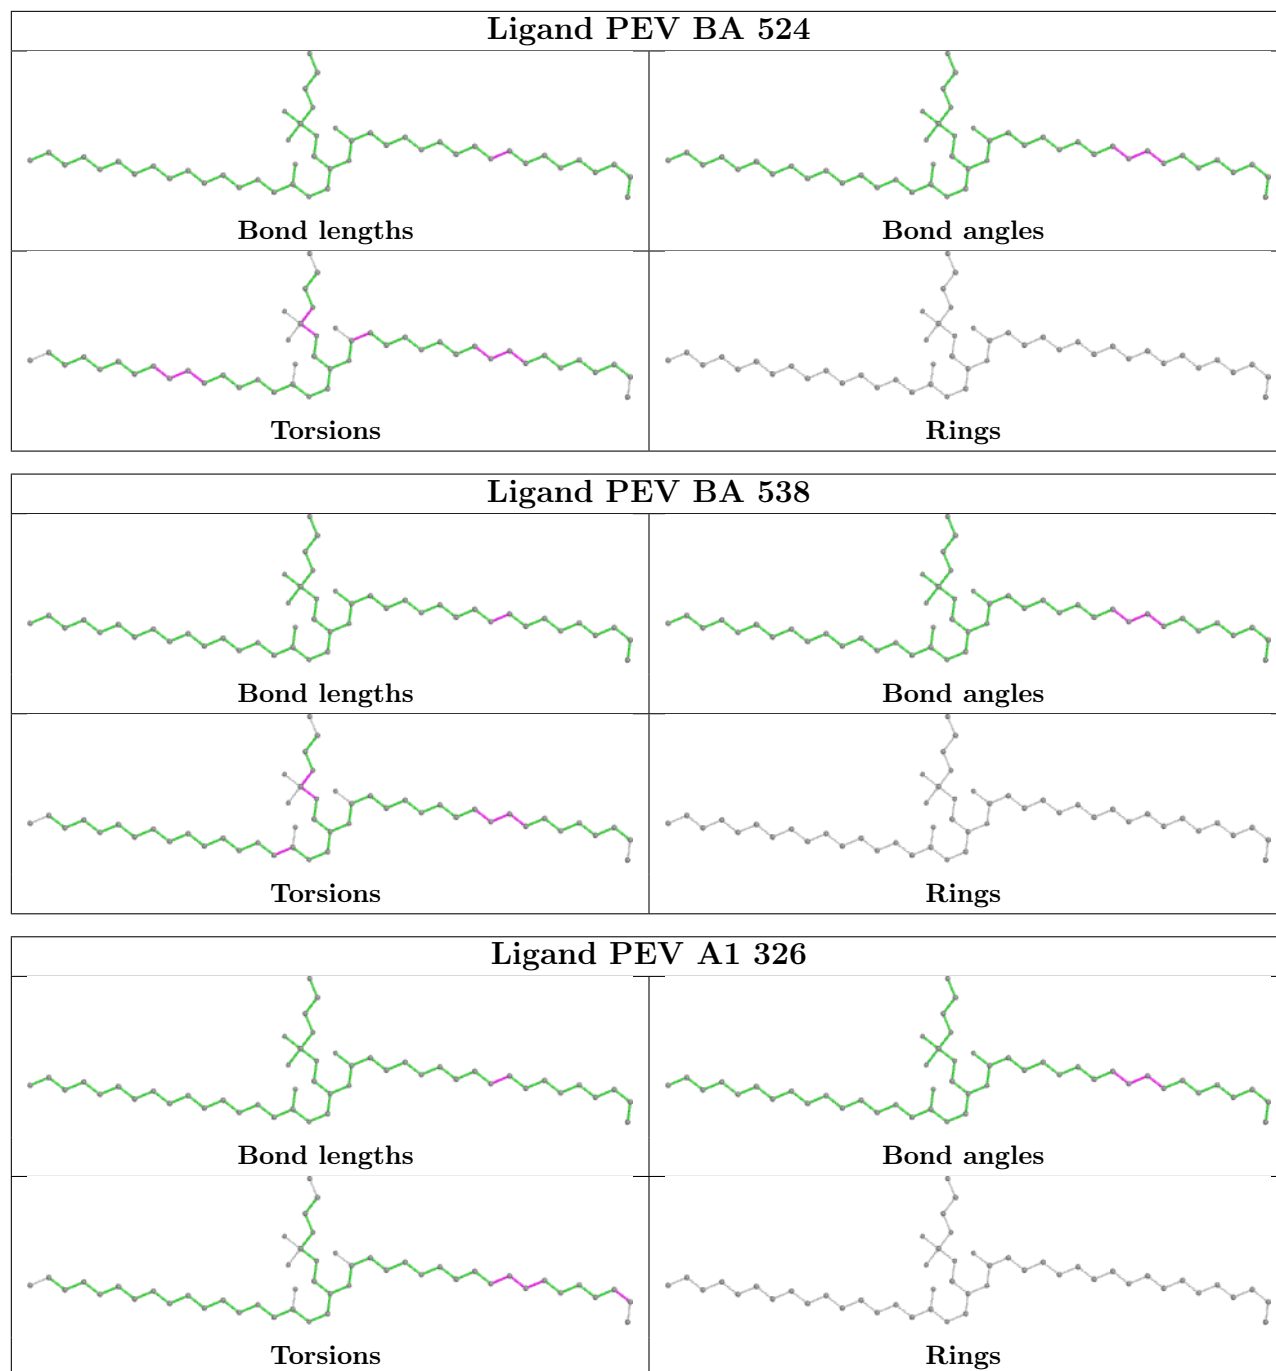 Ligand PEV BA 524
Bond lengths
Bond angles
Torsions
Rings
Ligand PEV BA 538
Bond lengths
Bond angles
Torsions
Rings
Ligand PEV A1 326
Bond lengths
Bond angles
Torsions
Rings